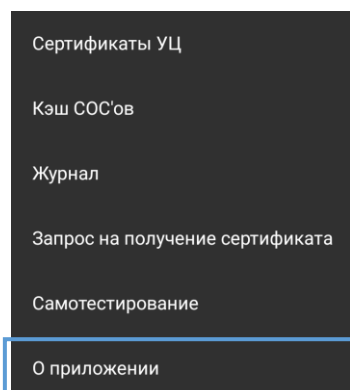 Сертификаты УЦ
Кэш СОС'ов
Журнал
Запрос на получение сертификата
Самотестирование
О приложении